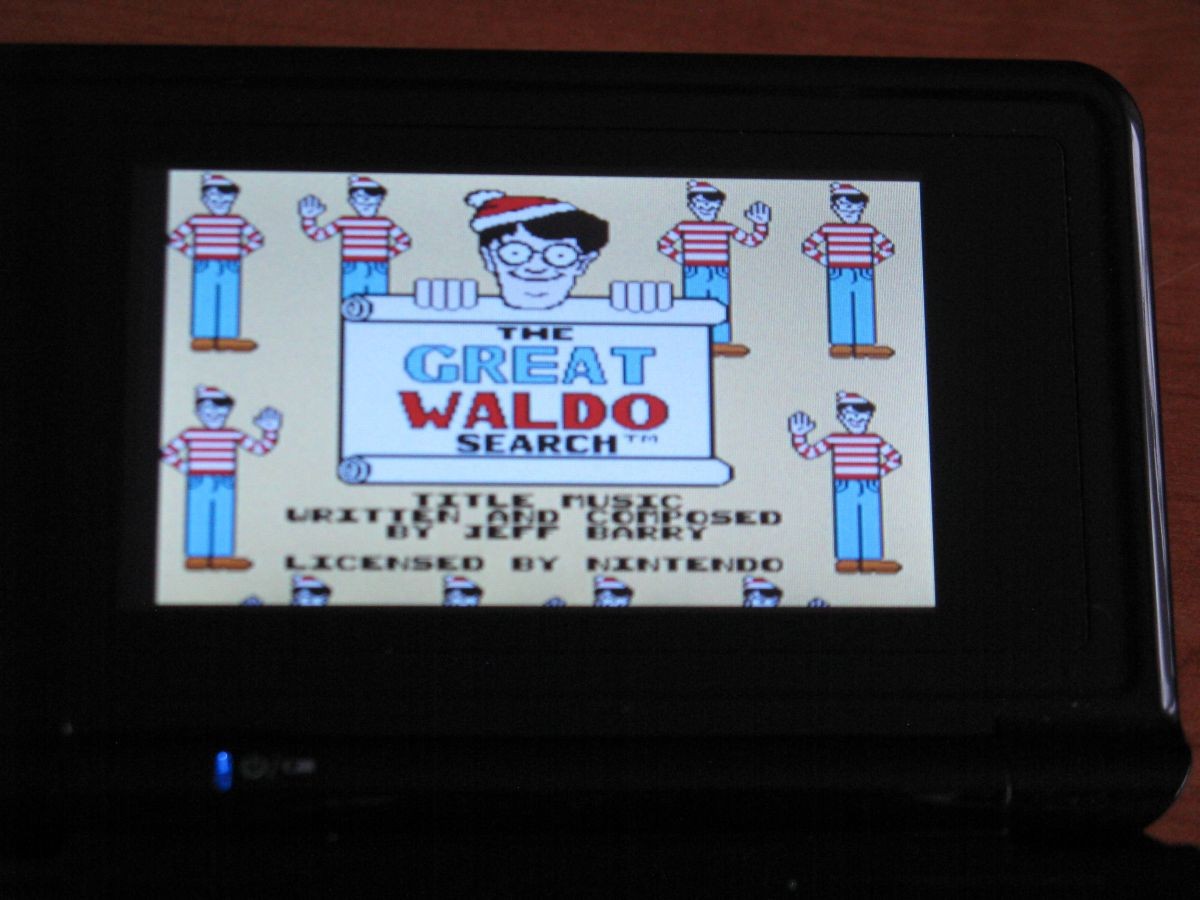 THE
GREAT
WALDO
SEARCH™
TITLE MUSIC
WRITTEN AND COMPOSED
BY JEFF BARRY
LICENSED BY NINTENDO